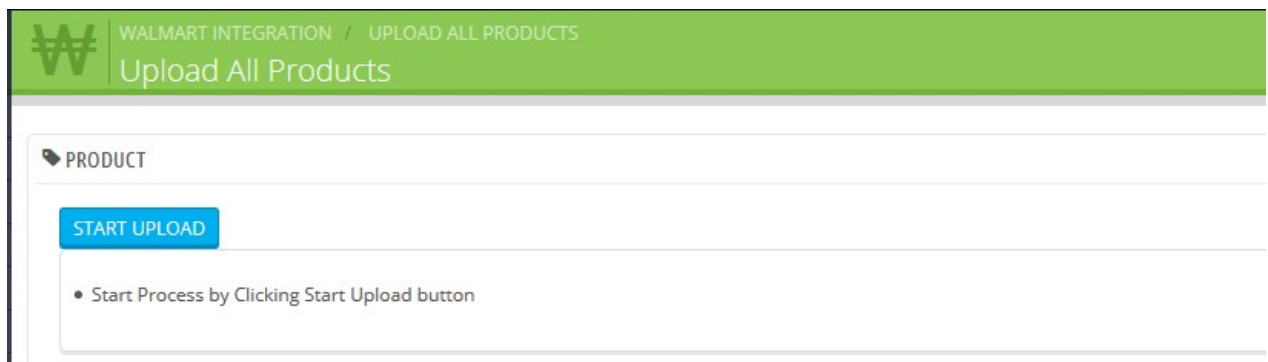 WALMART INTEGRATION / UPLOAD ALL PRODUCTS
Upload All Products
PRODUCT
START UPLOAD
• Start Process by Clicking Start Upload button